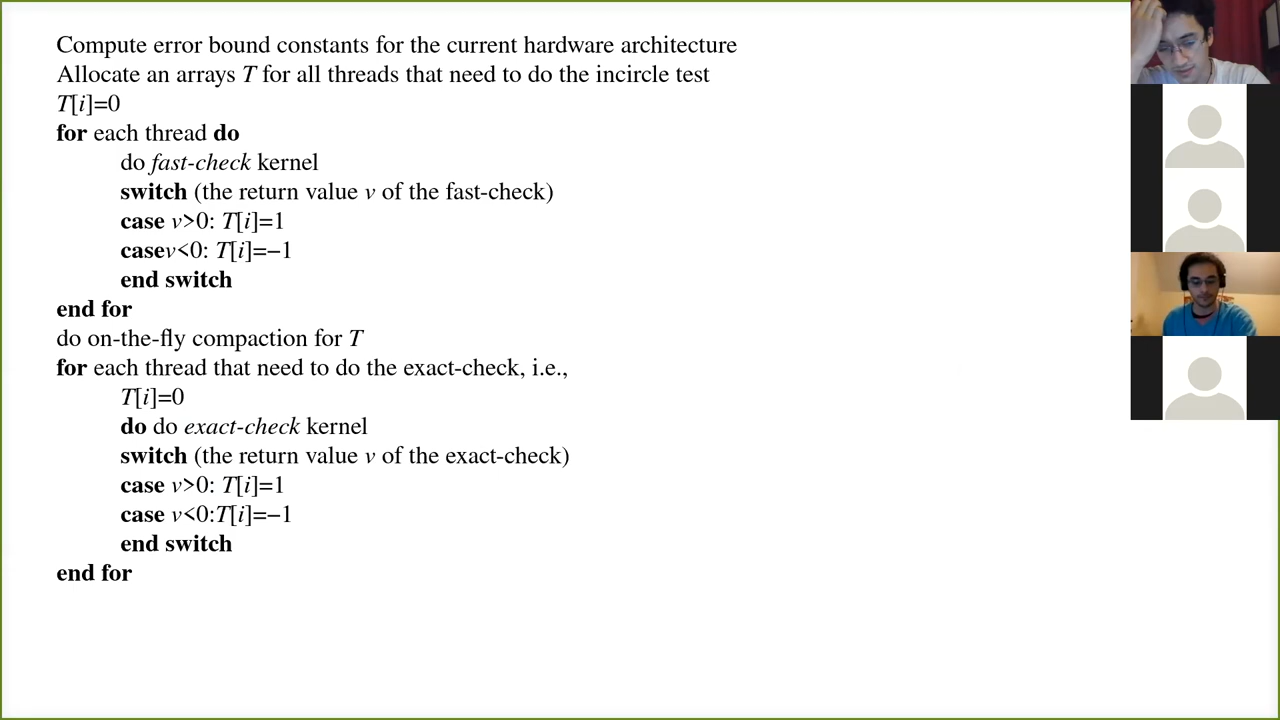 Compute error bound constants for the current hardware architecture
Allocate an arrays T for all threads that need to do the incircle test
T[i]=0
for each thread do
do fast-check kernel
switch (the return value v of the fast-check)
case v>0: T[i]=1
casev<0: T[i]=−1
end switch
end for
do on-the-fly compaction for T
for each thread that need to do the exact-check, i.e.,
T[i]=0
do do exact-check kernel
switch (the return value v of the exact-check)
case v>0: T[i]=1
case v<0:T[i]=−1
end switch
end for